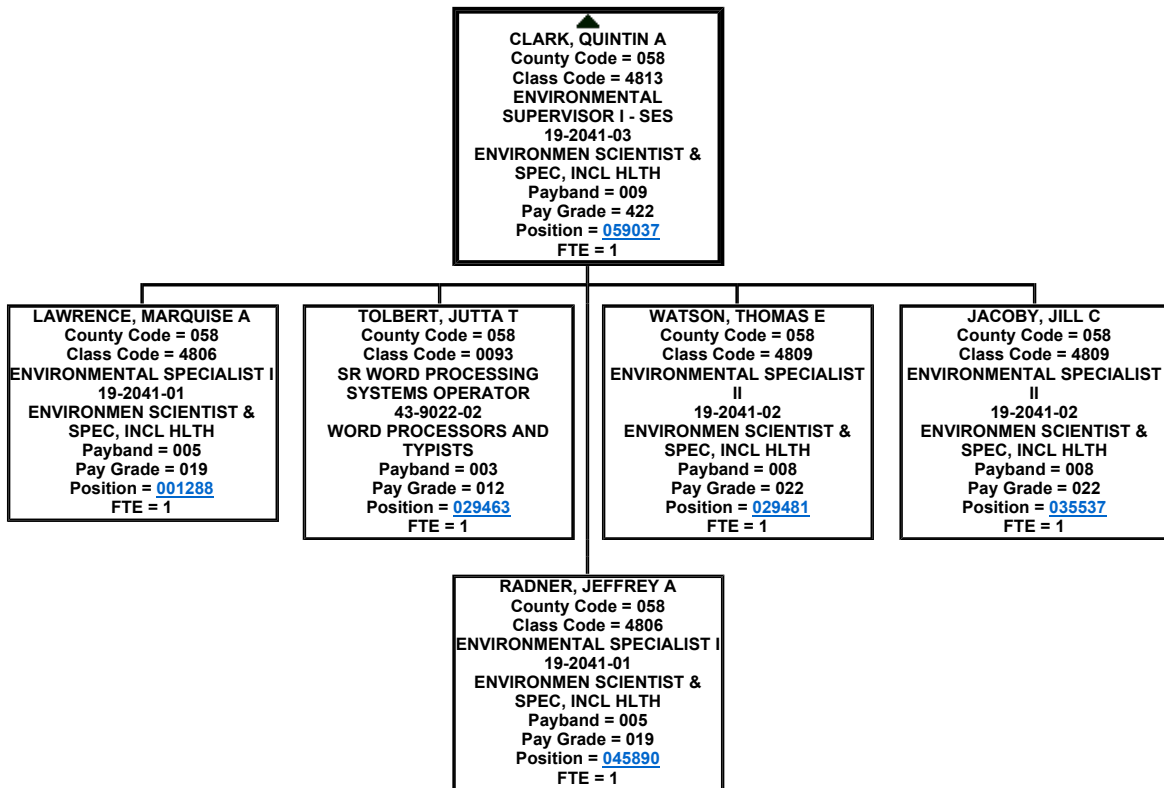 CLARK, QUINTIN A
County Code = 058
Class Code = 4813
ENVIRONMENTAL
SUPERVISOR I - SES
19-2041-03
ENVIRONMEN SCIENTIST &
SPEC, INCL HLTH
Payband = 009
Pay Grade = 422
Position = 059037
FTE = 1
LAWRENCE, MARQUISE A
County Code = 058
Class Code = 4806
ENVIRONMENTAL SPECIALIST I
19-2041-01
ENVIRONMEN SCIENTIST &
SPEC, INCL HLTH
Payband = 005
Pay Grade = 019
Position = 001288
FTE = 1
TOLBERT, JUTTA T
County Code = 058
Class Code = 0093
SR WORD PROCESSING
SYSTEMS OPERATOR
43-9022-02
WORD PROCESSORS AND
TYPISTS
Payband = 003
Pay Grade = 012
Position = 029463
FTE = 1
WATSON, THOMAS E
County Code = 058
Class Code = 4809
ENVIRONMENTAL SPECIALIST
II
19-2041-02
ENVIRONMEN SCIENTIST &
SPEC, INCL HLTH
Payband = 008
Pay Grade = 022
Position = 029481
FTE = 1
JACOBY, JILL C
County Code = 058
Class Code = 4809
ENVIRONMENTAL SPECIALIST
II
19-2041-02
ENVIRONMEN SCIENTIST &
SPEC, INCL HLTH
Payband = 008
Pay Grade = 022
Position = 035537
FTE = 1
RADNER, JEFFREY A
County Code = 058
Class Code = 4806
ENVIRONMENTAL SPECIALIST I
19-2041-01
ENVIRONMEN SCIENTIST &
SPEC, INCL HLTH
Payband = 005
Pay Grade = 019
Position = 045890
FTE = 1